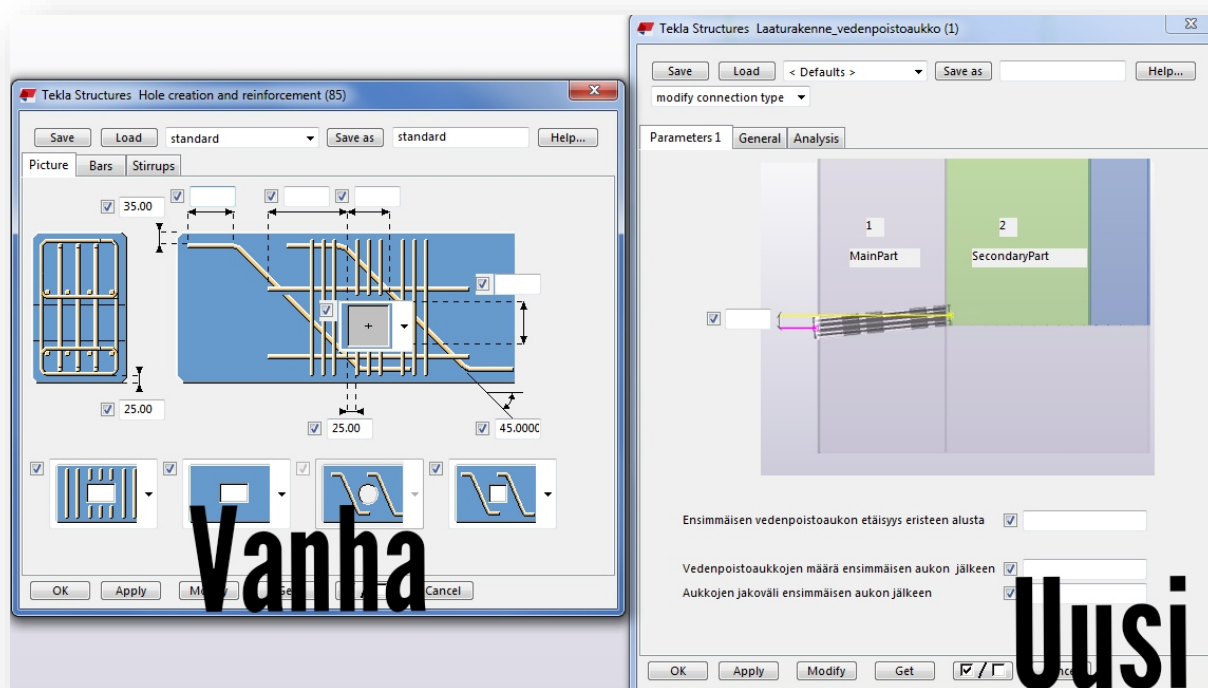 Tekla Structures Hole creation and reinforcement (85)
Save Load standard Save as standard Help...
Picture Bars Stirrups
35.00
25.00
25.00
45.000
Vanha
OK Apply Cancel
Tekla Structures Laaturakenne_vedenpoistoaukko (1)
Save Load < Defaults > Save as Help...
modify connection type
Parameters 1 General Analysis
1 2
MainPart SecondaryPart
Ensimmäisen vedenpoistoaukon etäisyys eristeen alusta
Vedenpoistoaukkojen määrä ensimmäisen aukon jälkeen
Aukkojen jakoväli ensimmäisen aukon jälkeen
Uusi
OK Apply Modify Get